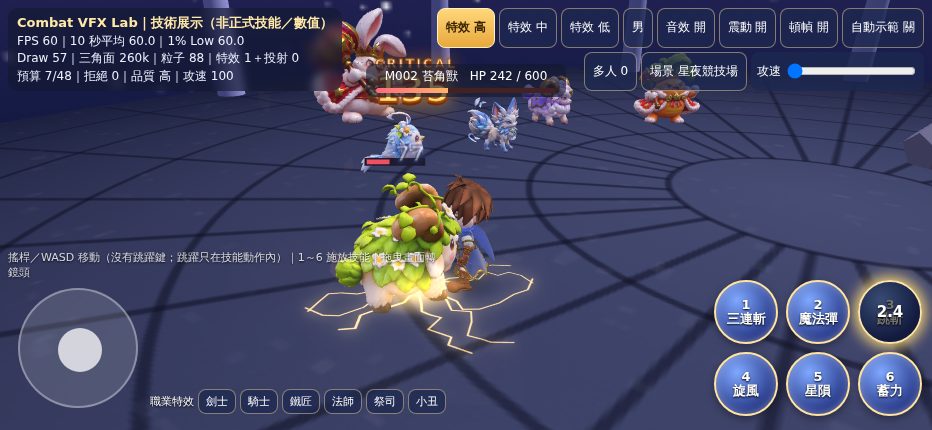 Combat VFX Lab｜技術展示（非正式技能／數值）
FPS 60｜10 秒平均 60.0｜1% Low 60.0
Draw 57｜三角面 260k｜粒子 88｜特效 1＋投射 0
預算 7/48｜拒絕 0｜品質 高｜攻速 100
特效 高
特效 中
特效 低
男
音效 開
震動 開
頓幀 開
自動示範 關
多人 0
場景 星夜競技場
攻速
CRITICAL
M002 苔角獸 HP 242 / 600
搖桿／WASD 移動（沒有跳躍鍵；跳躍只在技能動作內）｜1～6 施放技能
鏡頭
1
三連斬
2
魔法彈
3
2.4
跳斬
4
旋風
5
星隕
6
蓄力
職業特效
劍士
騎士
鐵匠
法師
祭司
小丑